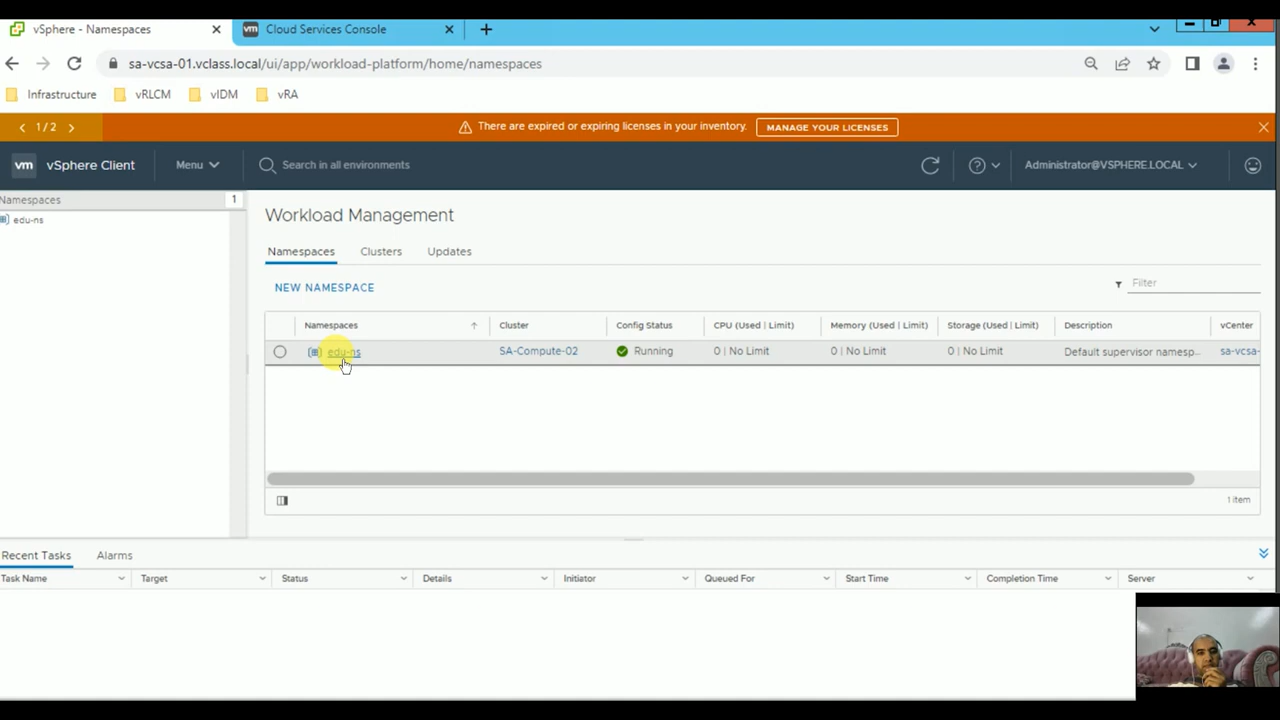 vSphere - Namespaces
vm Cloud Services Console
sa-vcsa-01.vclass.local/ui/app/workload-platform/home/namespaces
Infrastructure vRLCM vIDM vRA
1 / 2 There are expired or expiring licenses in your inventory. MANAGE YOUR LICENSES
vm vSphere Client Menu Search in all environments Administrator@VSPHERE.LOCAL
Namespaces 1
edu-ns
Workload Management
Namespaces Clusters Updates
NEW NAMESPACE Filter
Namespaces Cluster Config Status CPU (Used | Limit) Memory (Used | Limit) Storage (Used | Limit) Description vCenter
edu-ns SA-Compute-02 Running 0 | No Limit 0 | No Limit 0 | No Limit Default supervisor namesp... sa-vcsa-
1 item
Recent Tasks Alarms
Task Name Target Status Details Initiator Queued For Start Time Completion Time Server